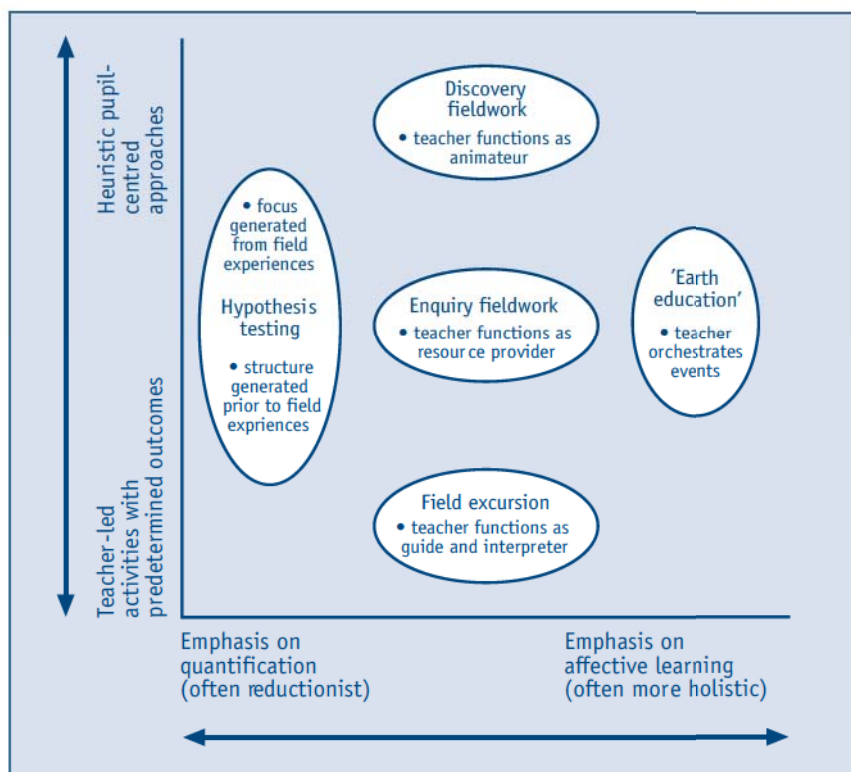 Heuristic pupil-
centred
approaches
Teacher-led
activities with
predetermined outcomes
Discovery
fieldwork
• teacher functions as
animateur
• focus
generated
from field
experiences
Hypothesis
testing
• structure
generated
prior to field
expriences
Enquiry fieldwork
• teacher functions as
resource provider
'Earth
education'
• teacher
orchestrates
events
Field excursion
• teacher functions as
guide and interpreter
Emphasis on
quantification
(often reductionist)
Emphasis on
affective learning
(often more holistic)